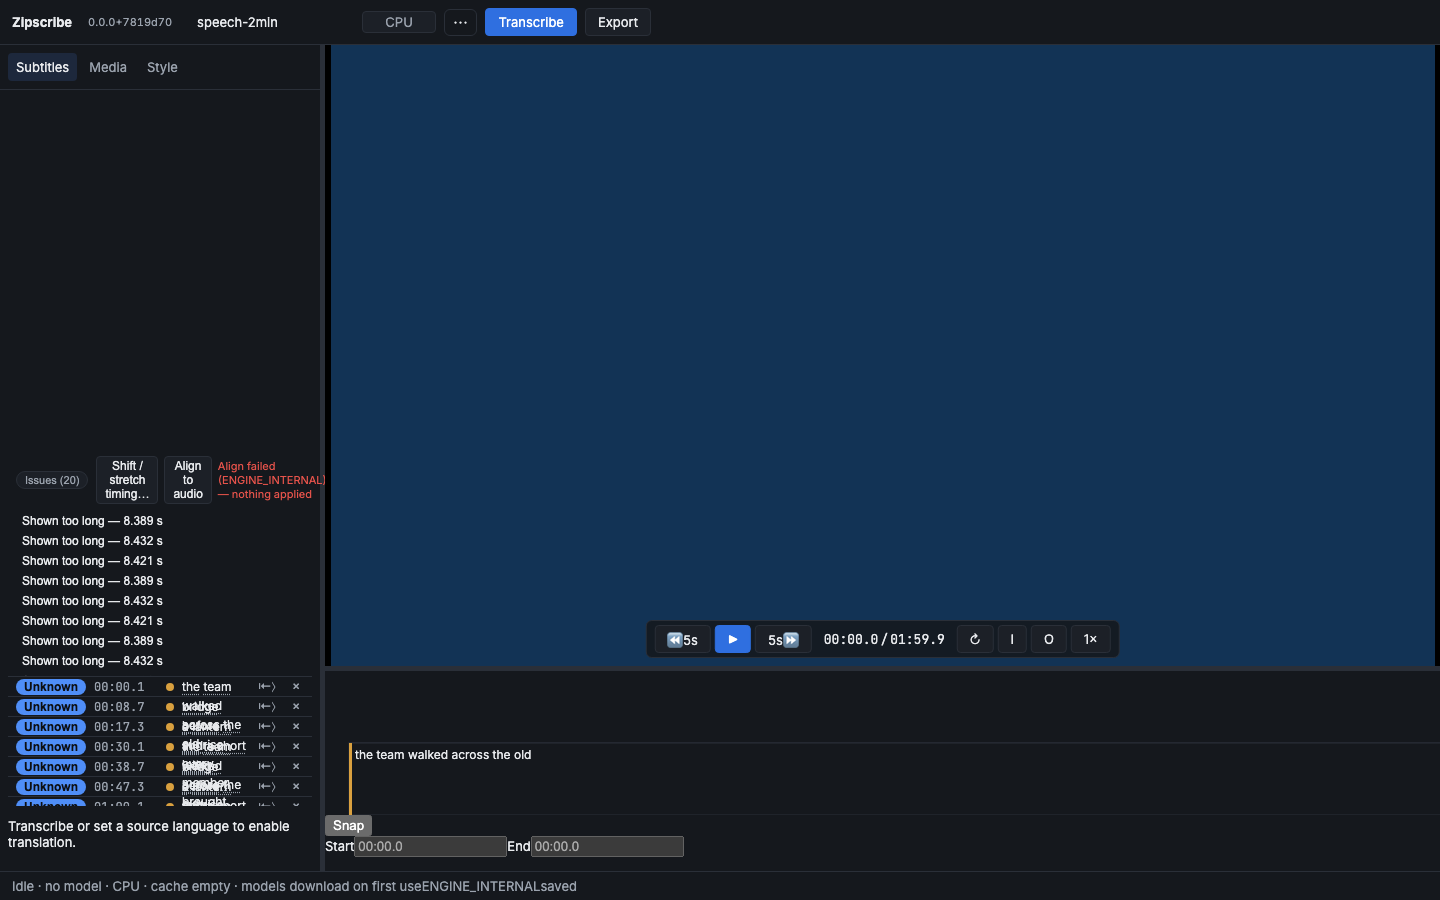 Zipscribe 0.0.0+7819d70 speech-2min CPU ··· Transcribe Export
Subtitles Media Style
Issues (20)
Shift /
stretch
timing…
Align
to
audio
Align failed
(ENGINE_INTERNAL)
— nothing applied
Shown too long — 8.389 s
Shown too long — 8.432 s
Shown too long — 8.421 s
Shown too long — 8.389 s
Shown too long — 8.432 s
Shown too long — 8.421 s
Shown too long — 8.389 s
Shown too long — 8.432 s
Unknown 00:00.1 the team ×
Unknown 00:08.7 ×
Unknown 00:17.3 ×
Unknown 00:30.1 ×
Unknown 00:38.7 ×
Unknown 00:47.3 ×
Unknown 01:00.1
Transcribe or set a source language to enable
translation.
⏪5s ▶ 5s⏩ 00:00.0 / 01:59.9 ↻ I O 1×
the team walked across the old
Snap
Start 00:00.0 End 00:00.0
Idle · no model · CPU · cache empty · models download on first useENGINE_INTERNALsaved